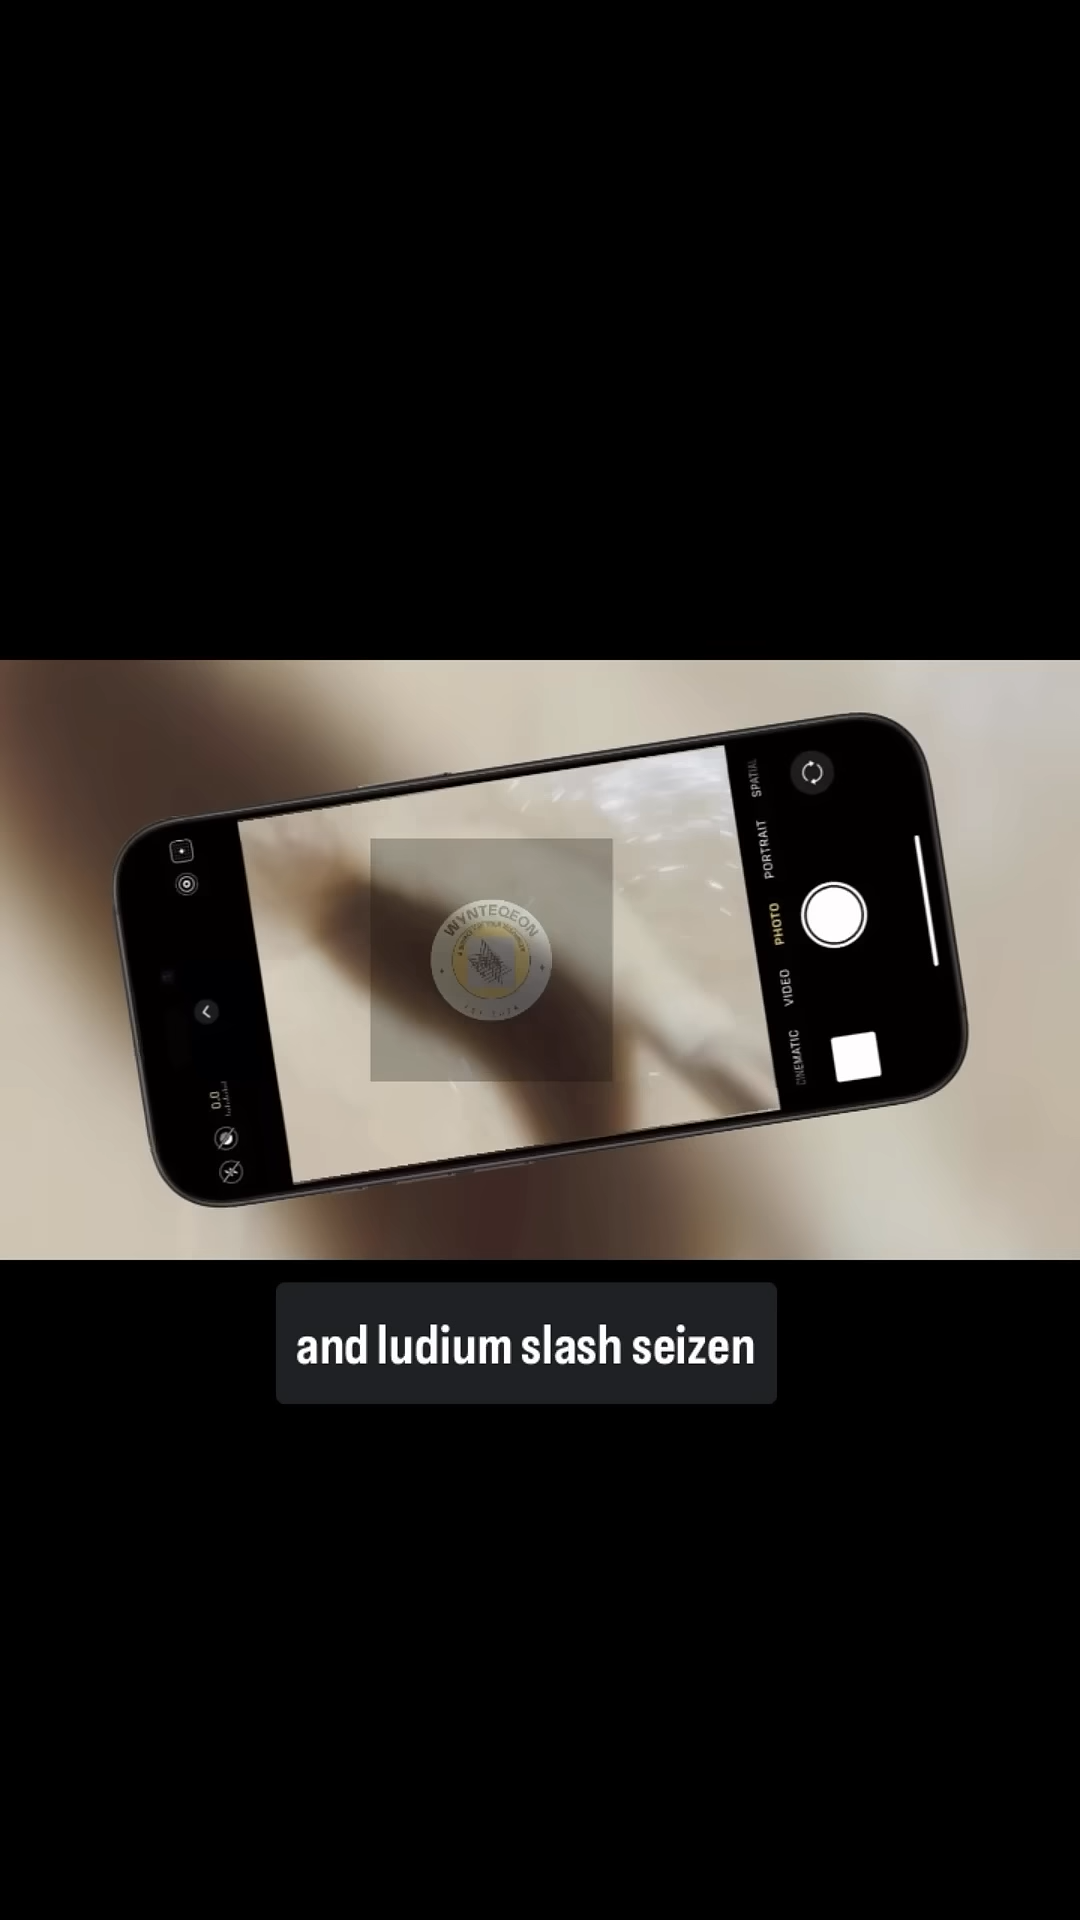 SPATIAL
PORTRAIT
PHOTO
VIDEO
CINEMATIC
0.0
WYNTEQEON
and ludium slash seizen